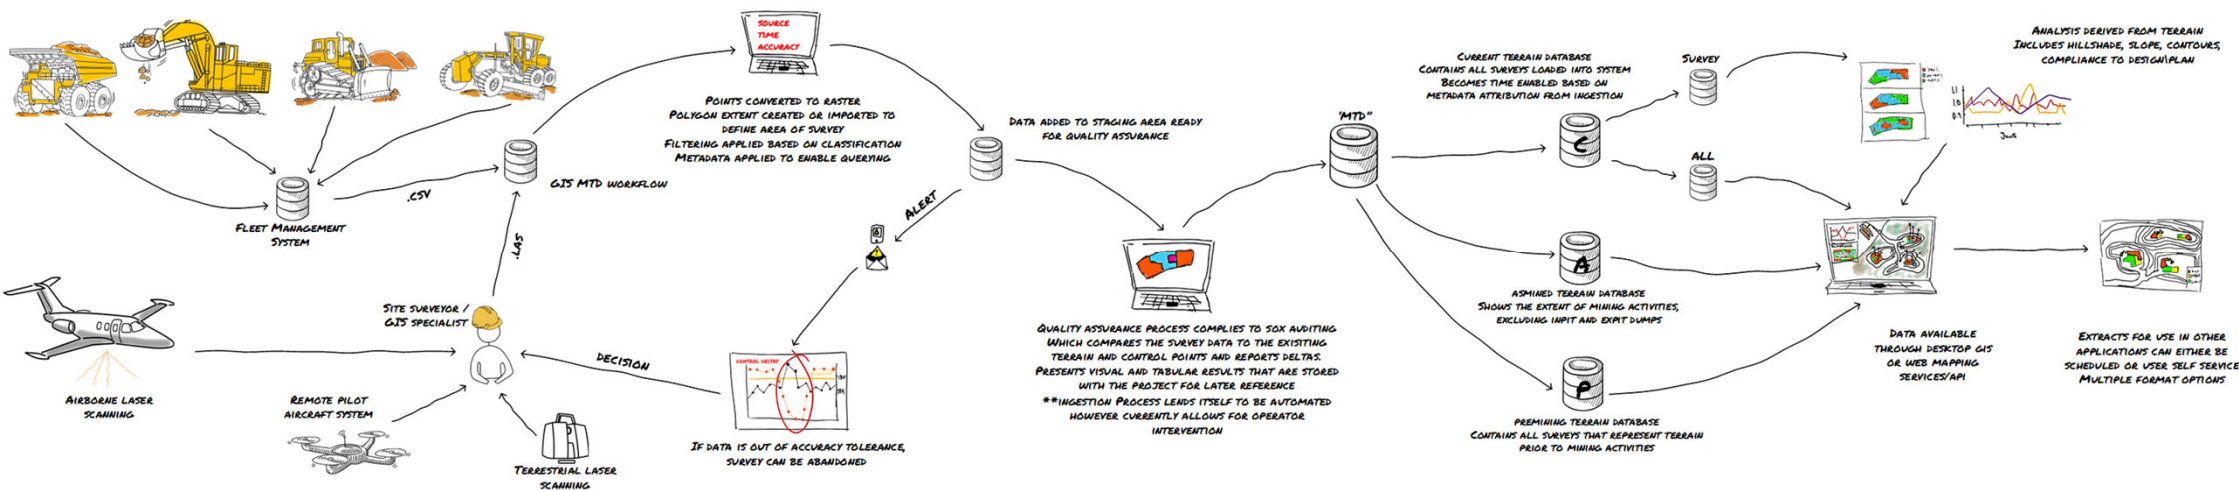 FLEET MANAGEMENT
SYSTEM
.CSV
GIS MTD WORKFLOW
.LAS
SITE SURVEYOR /
GIS SPECIALIST
AIRBORNE LASER
SCANNING
REMOTE PILOT
AIRCRAFT SYSTEM
TERRESTRIAL LASER
SCANNING
SOURCE
TIME
ACCURACY
POINTS CONVERTED TO RASTER
POLYGON EXTENT CREATED OR IMPORTED TO
DEFINE AREA OF SURVEY
FILTERING APPLIED BASED ON CLASSIFICATION
METADATA APPLIED TO ENABLE QUERYING
DATA ADDED TO STAGING AREA READY
FOR QUALITY ASSURANCE
ALERT
DECISION
CONTROL DELTAS
IF DATA IS OUT OF ACCURACY TOLERANCE,
SURVEY CAN BE ABANDONED
QUALITY ASSURANCE PROCESS COMPLIES TO SOX AUDITING
WHICH COMPARES THE SURVEY DATA TO THE EXISITING
TERRAIN AND CONTROL POINTS AND REPORTS DELTAS.
PRESENTS VISUAL AND TABULAR RESULTS THAT ARE STORED
WITH THE PROJECT FOR LATER REFERENCE
**INGESTION PROCESS LENDS ITSELF TO BE AUTOMATED
HOWEVER CURRENTLY ALLOWS FOR OPERATOR
INTERVENTION
"MTD"
CURRENT TERRAIN DATABASE
CONTAINS ALL SURVEYS LOADED INTO SYSTEM
BECOMES TIME ENABLED BASED ON
METADATA ATTRIBUTION FROM INGESTION
C
SURVEY
ALL
A
ASMINED TERRAIN DATABASE
SHOWS THE EXTENT OF MINING ACTIVITIES,
EXCLUDING INPIT AND EXPIT DUMPS
P
PREMINING TERRAIN DATABASE
CONTAINS ALL SURVEYS THAT REPRESENT TERRAIN
PRIOR TO MINING ACTIVITIES
ANALYSIS DERIVED FROM TERRAIN
INCLUDES HILLSHADE, SLOPE, CONTOURS,
COMPLIANCE TO DESIGN\PLAN
1.1
1.0
0.9
DATA AVAILABLE
THROUGH DESKTOP GIS
OR WEB MAPPING
SERVICES/API
EXTRACTS FOR USE IN OTHER
APPLICATIONS CAN EITHER BE
SCHEDULED OR USER SELF SERVICE
MULTIPLE FORMAT OPTIONS